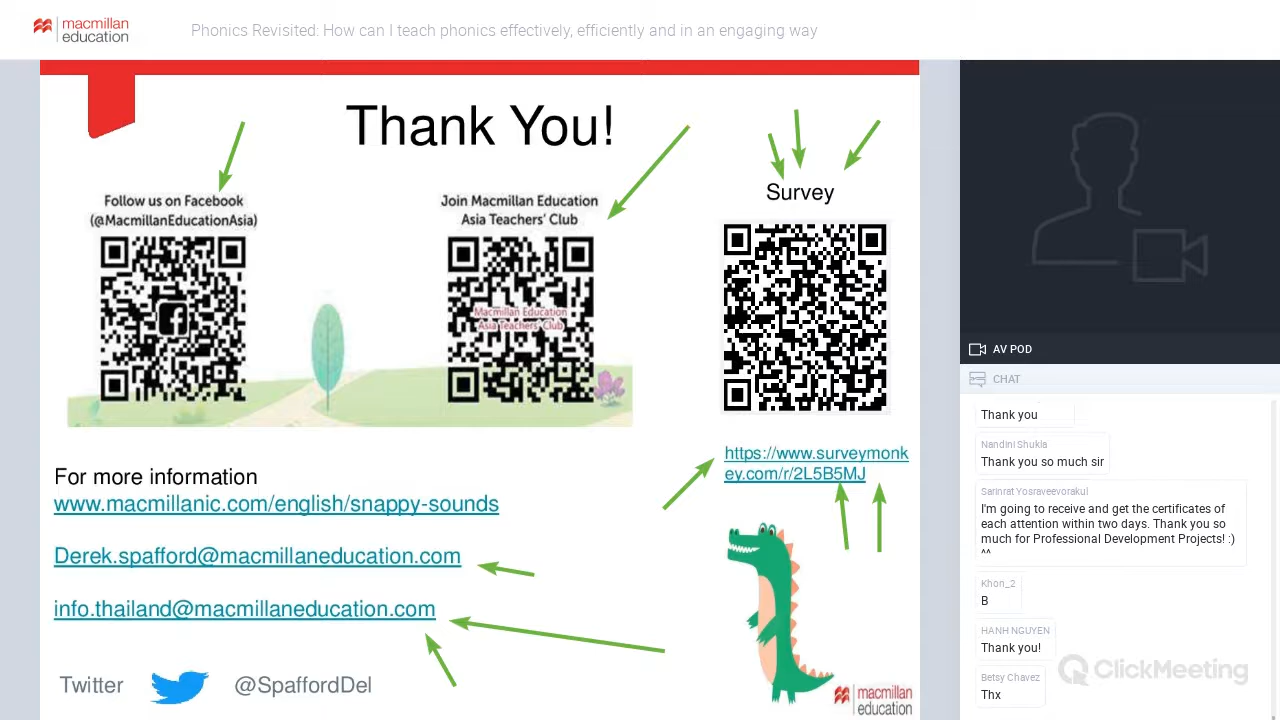 macmillan
education
Phonics Revisited: How can I teach phonics effectively, efficiently and in an engaging way
Thank You!
Follow us on Facebook
(@MacmillanEducationAsia)
Join Macmillan Education
Asia Teachers' Club
Survey
Macmillan Education
Asia Teachers' Club
https://www.surveymonk
ey.com/r/2L5B5MJ
For more information
www.macmillanic.com/english/snappy-sounds
Derek.spafford@macmillaneducation.com
info.thailand@macmillaneducation.com
Twitter
@SpaffordDel
macmillan
education
AV POD
CHAT
Thank you
Nandini Shukla
Thank you so much sir
Sarinrat Yosraveevorakul
I'm going to receive and get the certificates of
each attention within two days. Thank you so
much for Professional Development Projects! :)
^^
Khon_2
B
HANH NGUYEN
Thank you!
Betsy Chavez
Thx
ClickMeeting